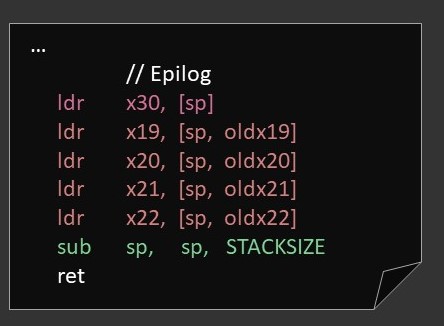 ...
// Epilog
ldr x30, [sp]
ldr x19, [sp, oldx19]
ldr x20, [sp, oldx20]
ldr x21, [sp, oldx21]
ldr x22, [sp, oldx22]
sub sp, sp, STACKSIZE
ret